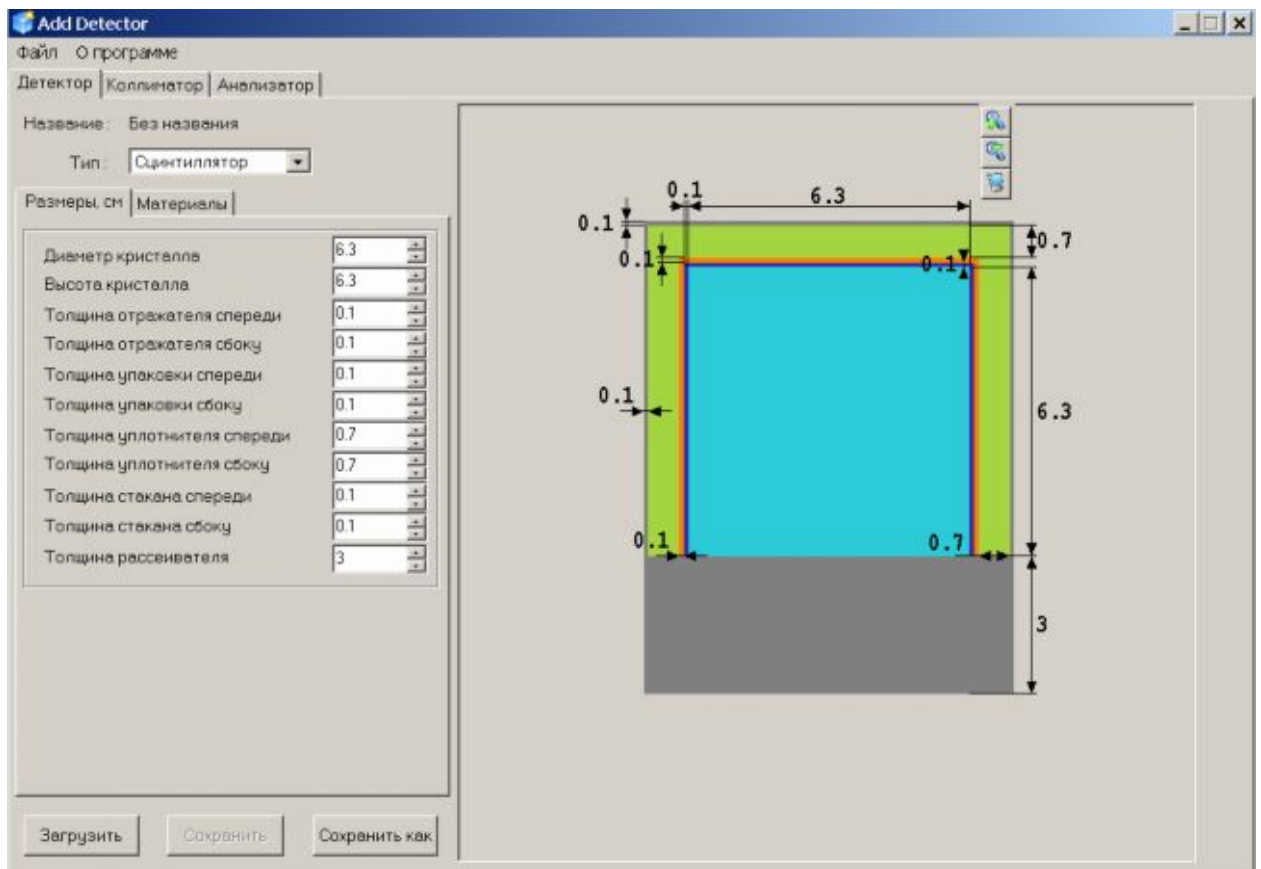 Add Detector
Файл О программе
Детектор Коллиматор Анализатор
Название: Без названия
Тип: Сцинтиллятор
Размеры, см Материалы
Диаметр кристалла 6.3
Высота кристалла 6.3
Толщина отражателя спереди 0.1
Толщина отражателя сбоку 0.1
Толщина упаковки спереди 0.1
Толщина упаковки сбоку 0.1
Толщина уплотнителя спереди 0.7
Толщина уплотнителя сбоку 0.7
Толщина стакана спереди 0.1
Толщина стакана сбоку 0.1
Толщина рассеивателя 3
Загрузить Сохранить Сохранить как
0.1 6.3
0.1
0.7
0.1 0.1
0.1 6.3
0.1 0.7
3